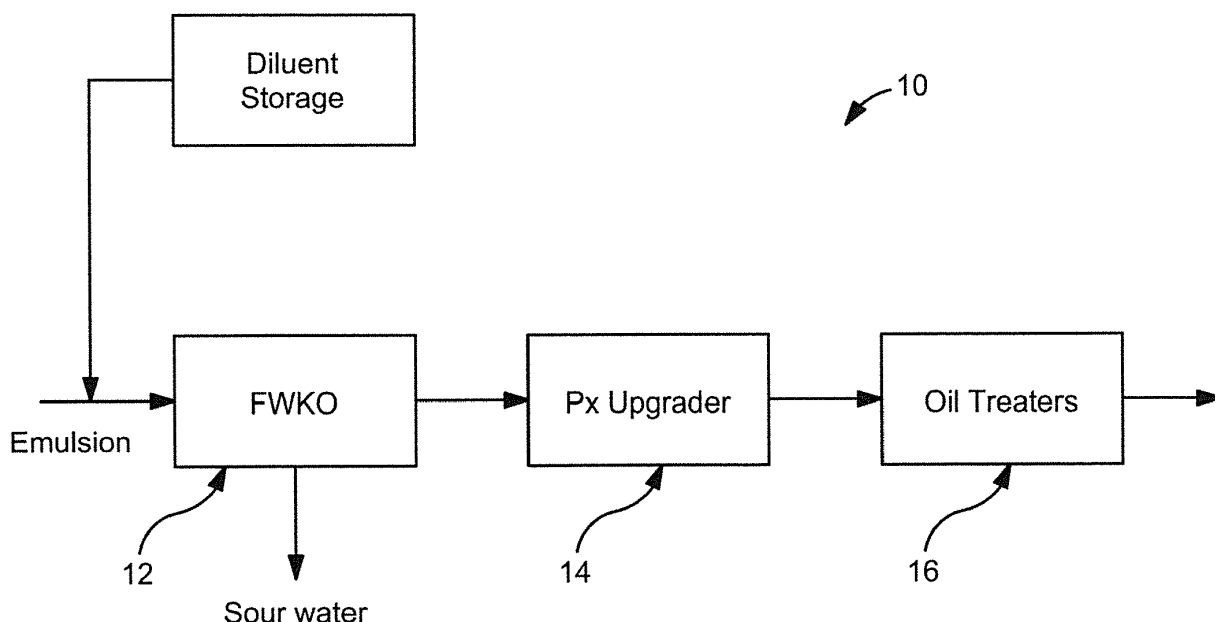 Diluent
Storage
10
FWKO
Px Upgrader
Oil Treaters
Emulsion
12
14
16
Sour water